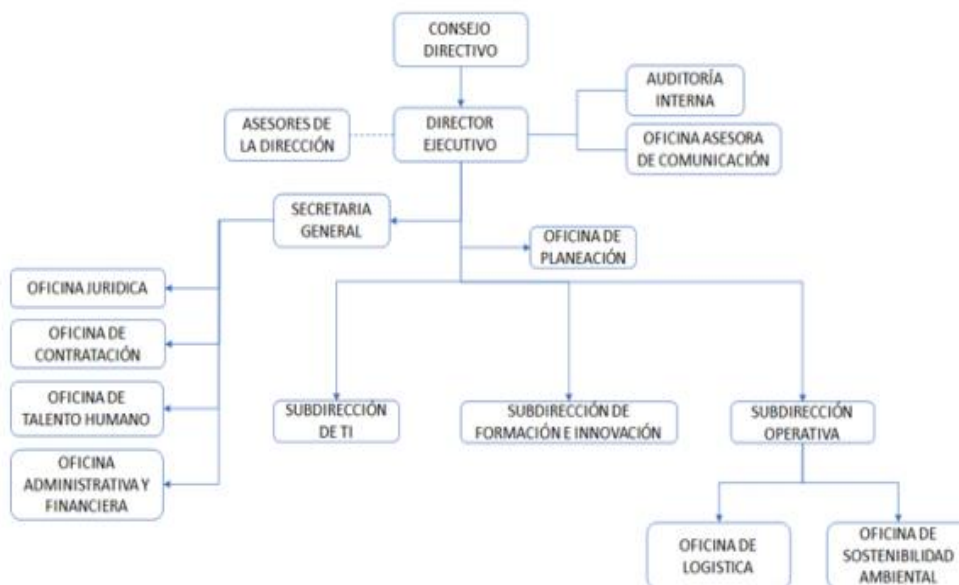 CONSEJO
DIRECTIVO
AUDITORÍA
INTERNA
ASESORES DE
LA DIRECCIÓN
DIRECTOR
EJECUTIVO
OFICINA ASESORA
DE COMUNICACIÓN
SECRETARIA
GENERAL
OFICINA DE
PLANEACIÓN
OFICINA JURIDICA
OFICINA DE
CONTRATACIÓN
OFICINA DE
TALENTO HUMANO
OFICINA
ADMINISTRATIVA Y
FINANCIERA
SUBDIRECCIÓN
DE TI
SUBDIRECCIÓN DE
FORMACIÓN E INNOVACIÓN
SUBDIRECCIÓN
OPERATIVA
OFICINA DE
LOGISTICA
OFICINA DE
SOSTENIBILIDAD
AMBIENTAL